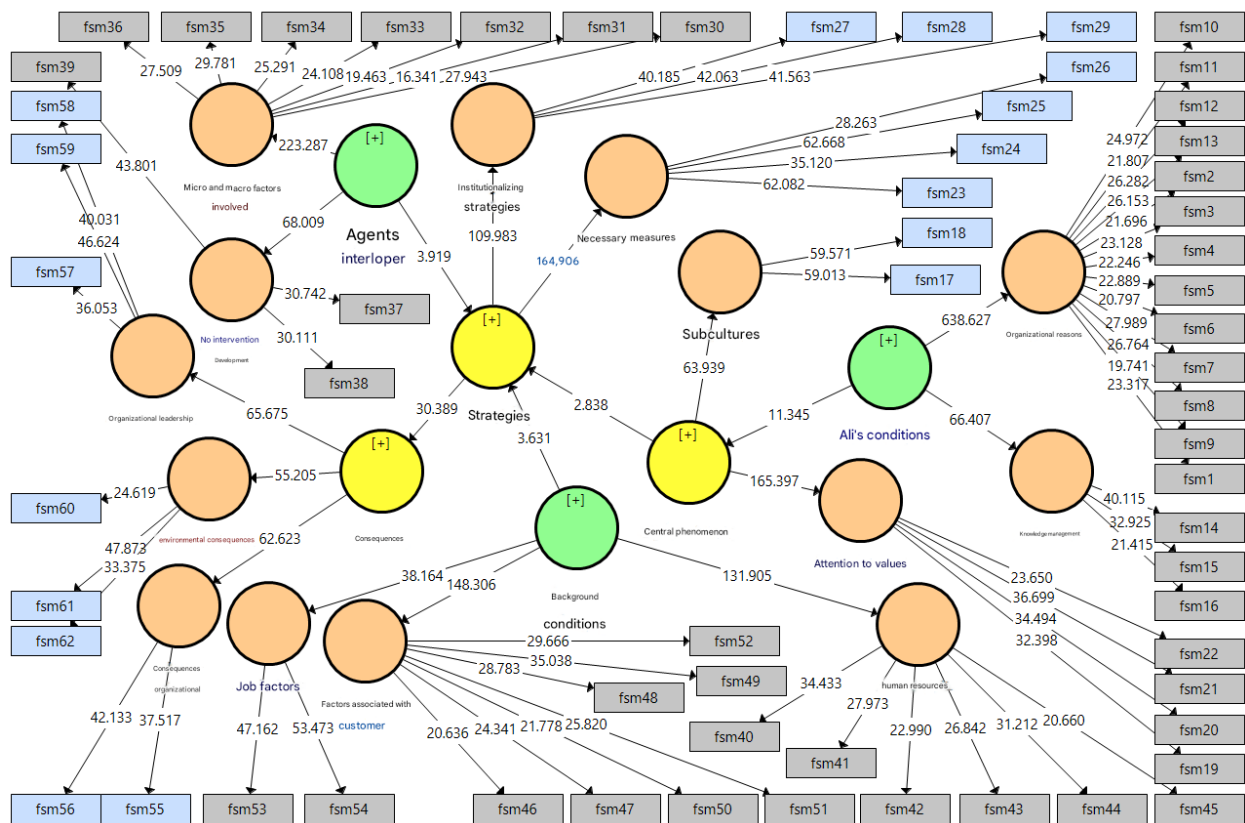 fsm36
fsm35
fsm34
fsm33
fsm32
fsm31
fsm30
fsm27
fsm28
fsm29
fsm10
fsm39
fsm11
fsm26
fsm58
fsm12
fsm25
fsm59
fsm13
fsm24
fsm2
fsm23
fsm3
fsm18
fsm4
fsm57
fsm17
fsm5
fsm37
fsm6
fsm7
fsm38
fsm8
fsm9
fsm1
fsm60
fsm14
fsm15
fsm61
fsm16
fsm62
fsm52
fsm22
fsm49
fsm48
fsm21
fsm40
fsm20
fsm41
fsm19
fsm56
fsm55
fsm53
fsm54
fsm46
fsm47
fsm50
fsm51
fsm42
fsm43
fsm44
fsm45
27.509
29.781
25.291
24.108
19.463
16.341
27.943
40.185
42.063
41.563
28.263
62.668
35.120
62.082
223.287
[+]
43.801
68.009
3.919
109.983
164,906
59.571
59.013
24.972
21.807
26.282
26.153
21.696
23.128
22.246
22.889
20.797
27.989
26.764
19.741
23.317
40.031
46.624
36.053
30.742
30.111
[+]
638.627
[+]
63.939
65.675
30.389
2.838
3.631
11.345
66.407
[+]
[+]
[+]
165.397
40.115
32.925
21.415
55.205
24.619
47.873
33.375
62.623
38.164
148.306
131.905
23.650
36.699
34.494
32.398
29.666
35.038
28.783
34.433
27.973
22.990
26.842
31.212
20.660
42.133
37.517
47.162
53.473
20.636
24.341
21.778
25.820
Micro and macro factors
involved
Institutionalizing
strategies
Agents
interloper
Necessary measures
Subcultures
Organizational reasons
No intervention
Development
Organizational leadership
Strategies
Ali's conditions
Central phenomenon
Knowledge management
environmental consequences
Consequences
Attention to values
Background
conditions
Consequences
organizational
Job factors
Factors associated with
customer
human resources_